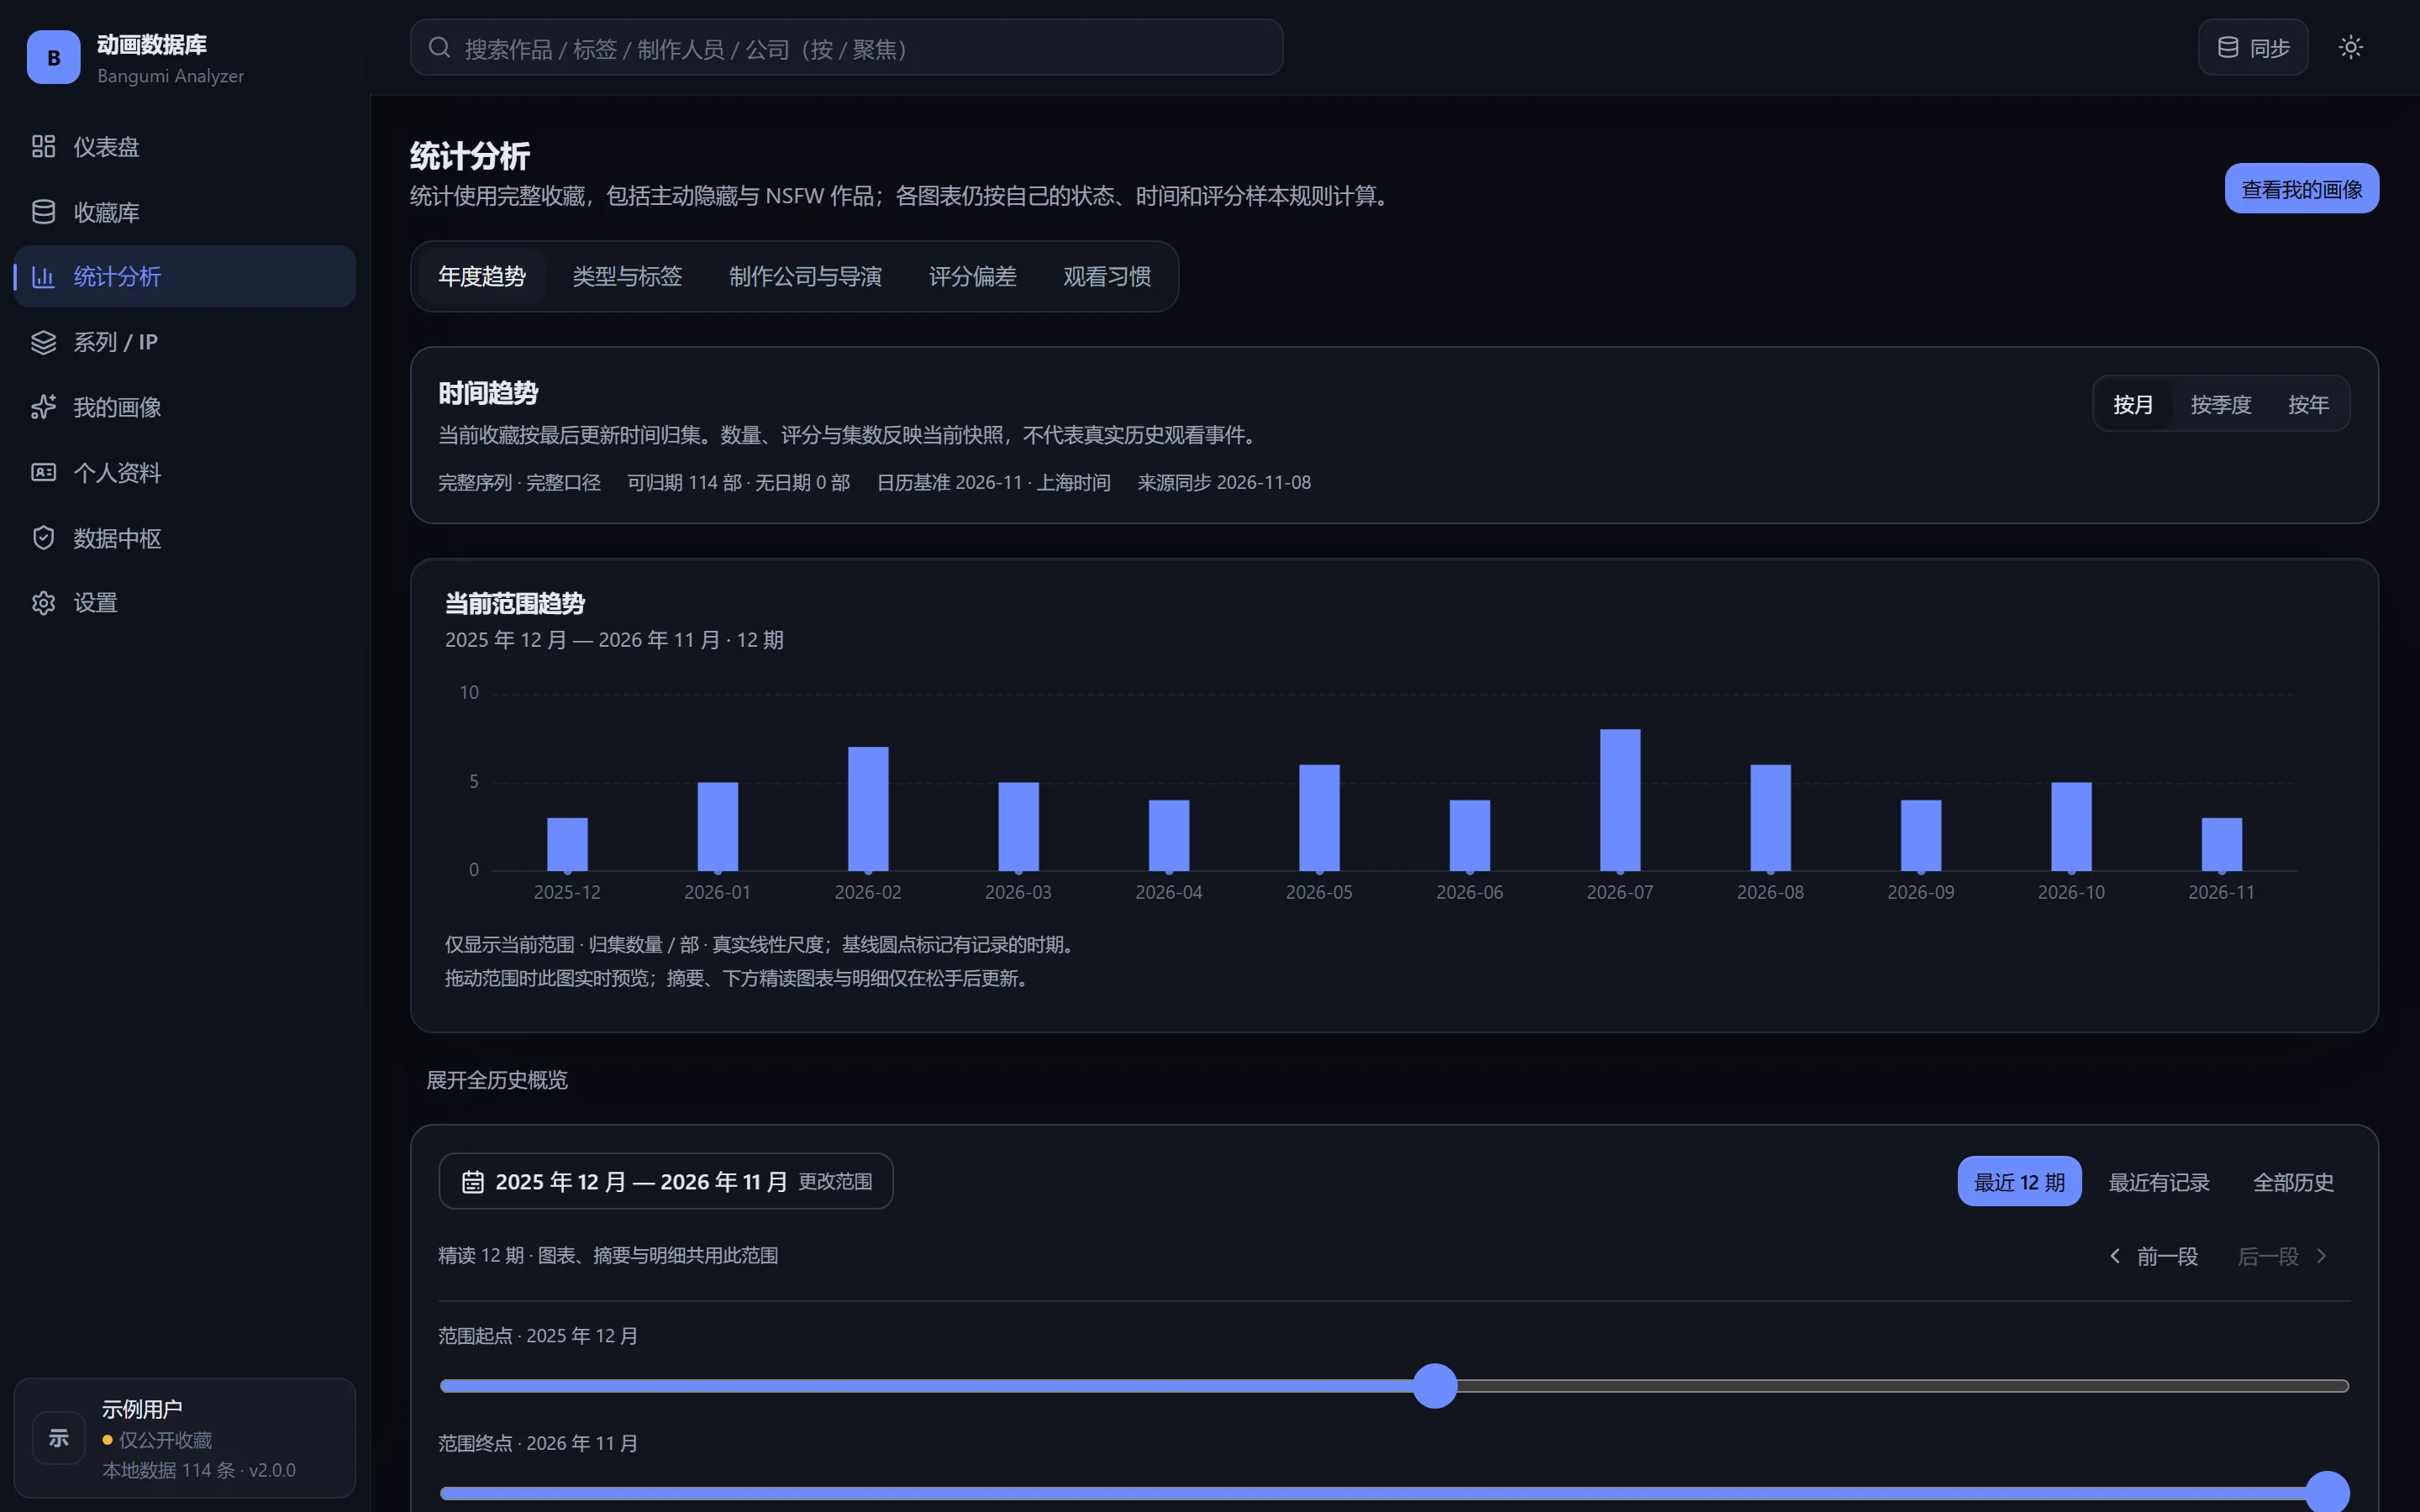 B
动画数据库
Bangumi Analyzer
搜索作品 / 标签 / 制作人员 / 公司（按 / 聚焦）
同步
仪表盘
收藏库
统计分析
系列 / IP
我的画像
个人资料
数据中枢
设置
统计分析
统计使用完整收藏，包括主动隐藏与 NSFW 作品；各图表仍按自己的状态、时间和评分样本规则计算。
查看我的画像
年度趋势 类型与标签 制作公司与导演 评分偏差 观看习惯
时间趋势
当前收藏按最后更新时间归集。数量、评分与集数反映当前快照，不代表真实历史观看事件。
按月 按季度 按年
完整序列 · 完整口径 可归期 114 部 · 无日期 0 部 日历基准 2026-11 · 上海时间 来源同步 2026-11-08
当前范围趋势
2025 年 12 月 — 2026 年 11 月 · 12 期
10
5
0
2025-12 2026-01 2026-02 2026-03 2026-04 2026-05 2026-06 2026-07 2026-08 2026-09 2026-10 2026-11
仅显示当前范围 · 归集数量 / 部 · 真实线性尺度；基线圆点标记有记录的时期。
拖动范围时此图实时预览；摘要、下方精读图表与明细仅在松手后更新。
展开全历史概览
2025 年 12 月 — 2026 年 11 月 更改范围
最近 12 期 最近有记录 全部历史
精读 12 期 · 图表、摘要与明细共用此范围
前一段 后一段
范围起点 · 2025 年 12 月
范围终点 · 2026 年 11 月
示
示例用户
仅公开收藏
本地数据 114 条 · v2.0.0